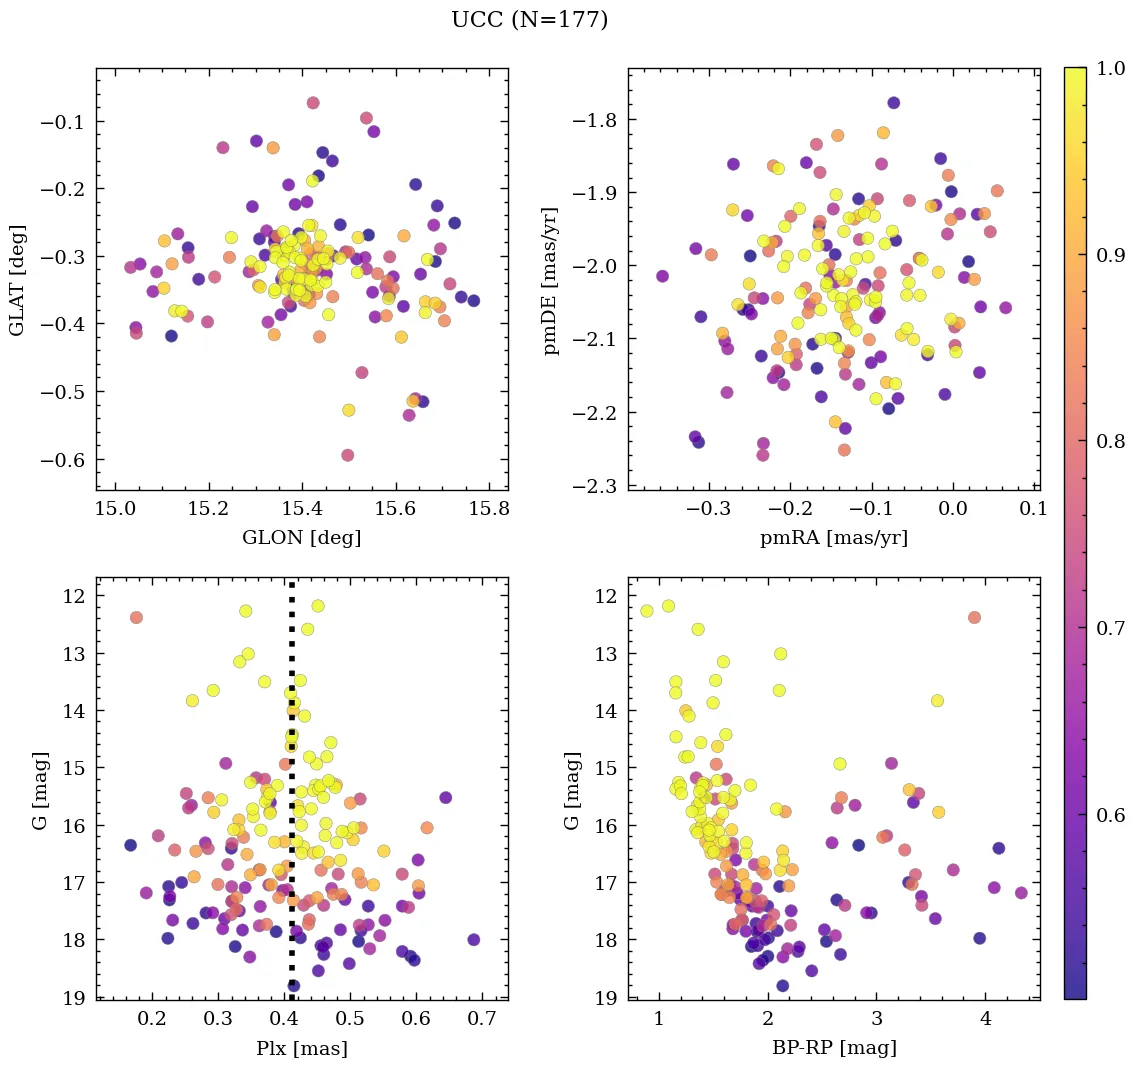 UCC (N=177)
−0.1
−0.2
−0.3
−0.4
−0.5
−0.6
GLAT [deg]
15.0 15.2 15.4 15.6 15.8
GLON [deg]
−1.8
−1.9
−2.0
−2.1
−2.2
−2.3
pmDE [mas/yr]
−0.3 −0.2 −0.1 0.0 0.1
pmRA [mas/yr]
1.0
0.9
0.8
0.7
0.6
12
13
14
15
16
17
18
19
G [mag]
0.2 0.3 0.4 0.5 0.6 0.7
Plx [mas]
12
13
14
15
16
17
18
19
G [mag]
1 2 3 4
BP-RP [mag]